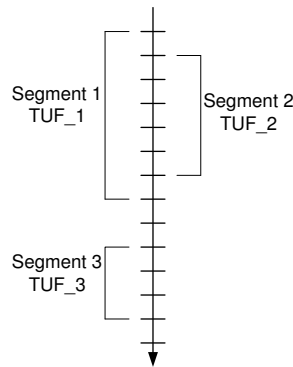 Segment 1
TUF_1
Segment 2
TUF_2
Segment 3
TUF_3